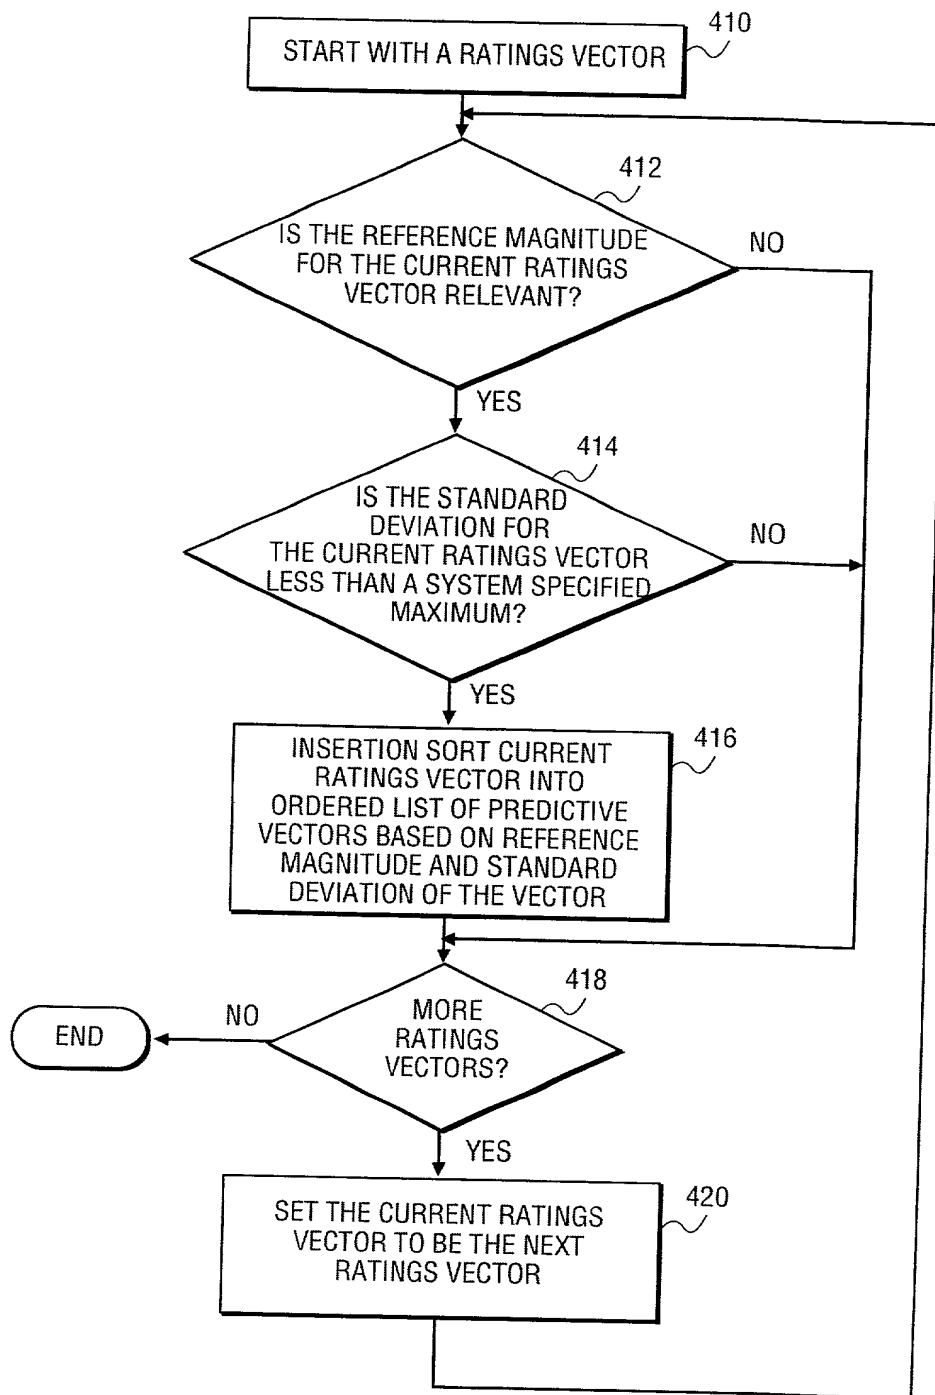 410
START WITH A RATINGS VECTOR
412
IS THE REFERENCE MAGNITUDE
FOR THE CURRENT RATINGS
VECTOR RELEVANT?
NO
YES
414
IS THE STANDARD
DEVIATION FOR
THE CURRENT RATINGS VECTOR
LESS THAN A SYSTEM SPECIFIED
MAXIMUM?
NO
YES
416
INSERTION SORT CURRENT
RATINGS VECTOR INTO
ORDERED LIST OF PREDICTIVE
VECTORS BASED ON REFERENCE
MAGNITUDE AND STANDARD
DEVIATION OF THE VECTOR
418
MORE
RATINGS
VECTORS?
NO
END
YES
420
SET THE CURRENT RATINGS
VECTOR TO BE THE NEXT
RATINGS VECTOR